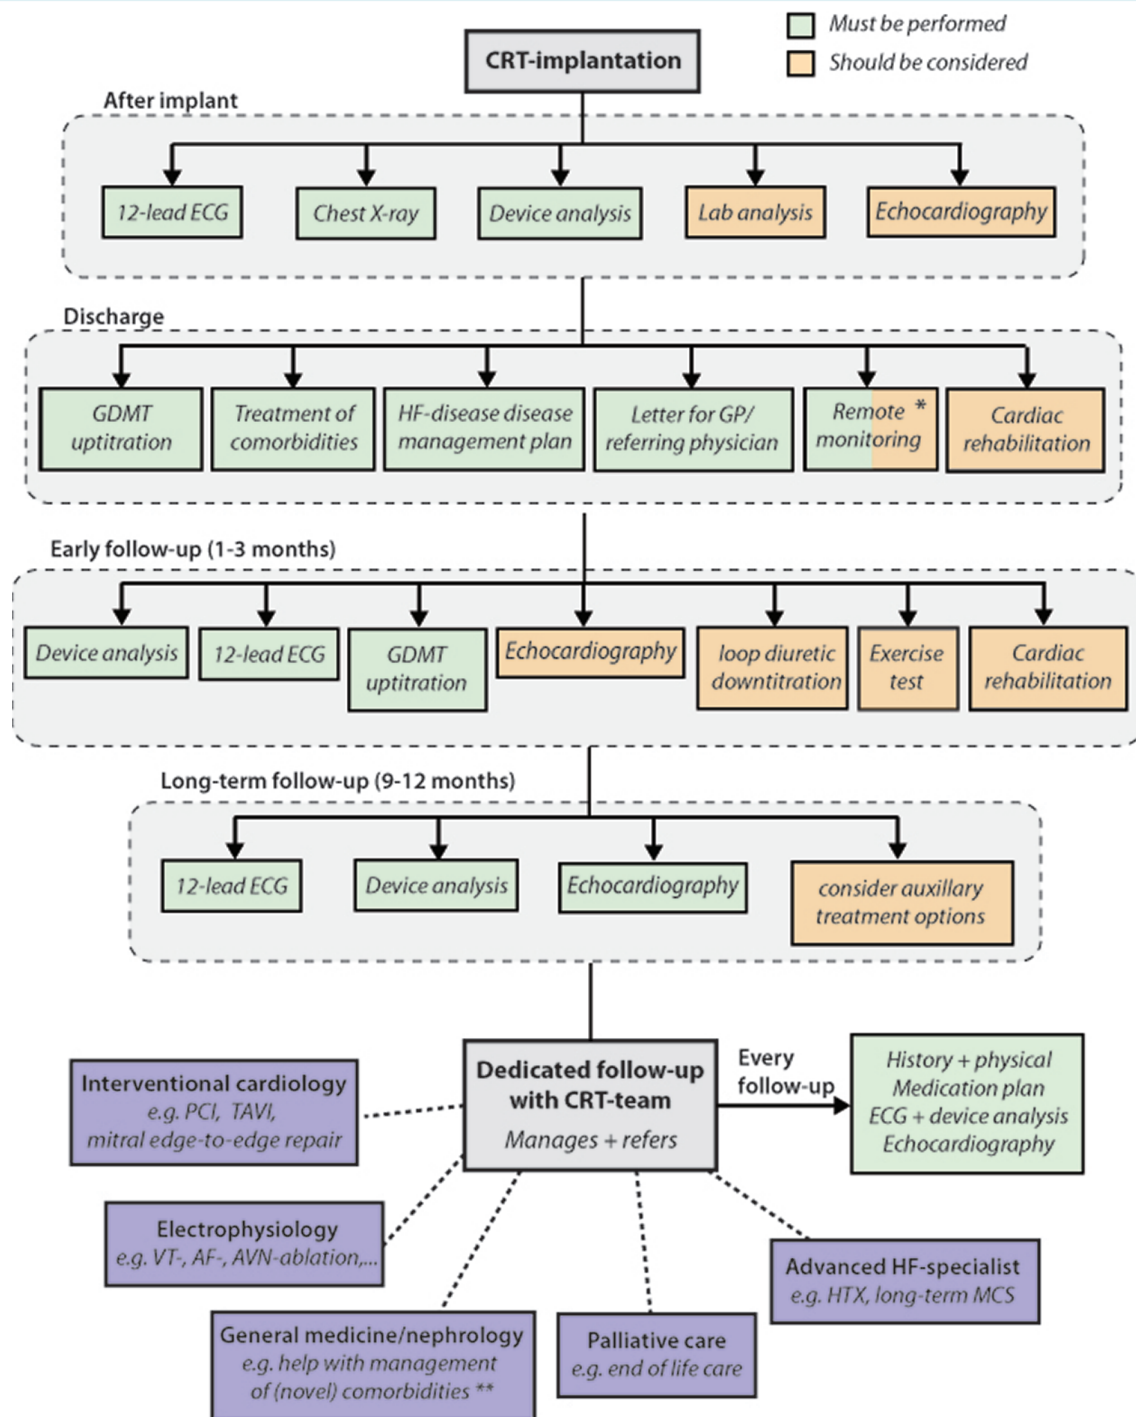 CRT-implantation
Must be performed
Should be considered
After implant
12-lead ECG
Chest X-ray
Device analysis
Lab analysis
Echocardiography
Discharge
GDMT
uptitration
Treatment of
comorbidities
HF-disease disease
management plan
Letter for GP/
referring physician
Remote *
monitoring
Cardiac
rehabilitation
Early follow-up (1-3 months)
Device analysis
12-lead ECG
GDMT
uptitration
Echocardiography
loop diuretic
downtitration
Exercise
test
Cardiac
rehabilitation
Long-term follow-up (9-12 months)
12-lead ECG
Device analysis
Echocardiography
consider auxillary
treatment options
Dedicated follow-up
with CRT-team
Manages + refers
Every
follow-up
History + physical
Medication plan
ECG + device analysis
Echocardiography
Interventional cardiology
e.g. PCI, TAVI,
mitral edge-to-edge repair
Electrophysiology
e.g. VT-, AF-, AVN-ablation,...
General medicine/nephrology
e.g. help with management
of (novel) comorbidities **
Palliative care
e.g. end of life care
Advanced HF-specialist
e.g. HTX, long-term MCS